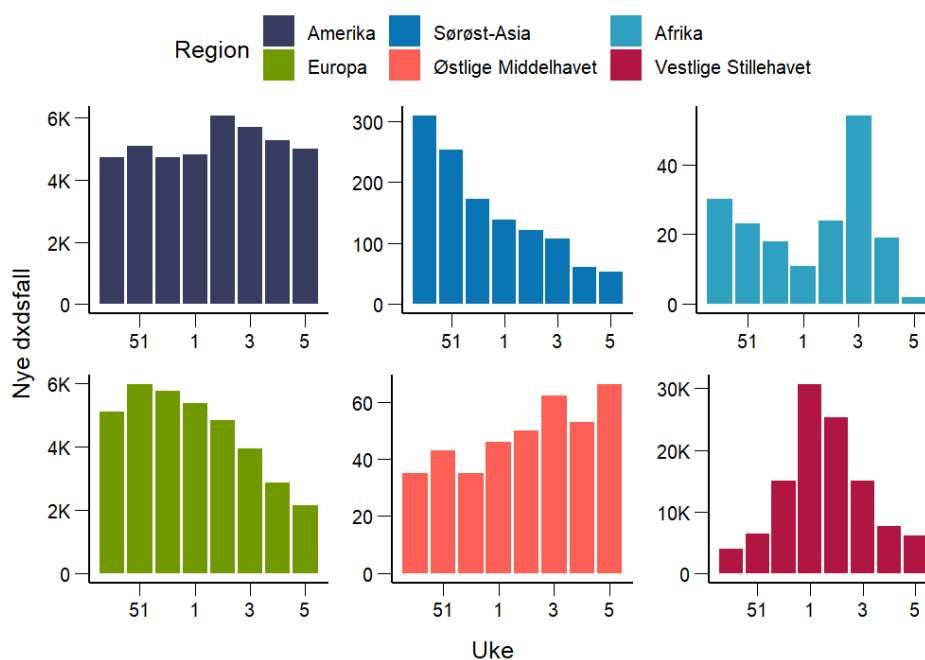 Region Amerika Sørøst-Asia Afrika
Europa Østlige Middelhavet Vestlige Stillehavet
Nye dxdsfall
6K
4K
2K
0
51 1 3 5
300
200
100
0
51 1 3 5
40
20
0
51 1 3 5
6K
4K
2K
0
51 1 3 5
60
40
20
0
51 1 3 5
30K
20K
10K
0
51 1 3 5
Uke